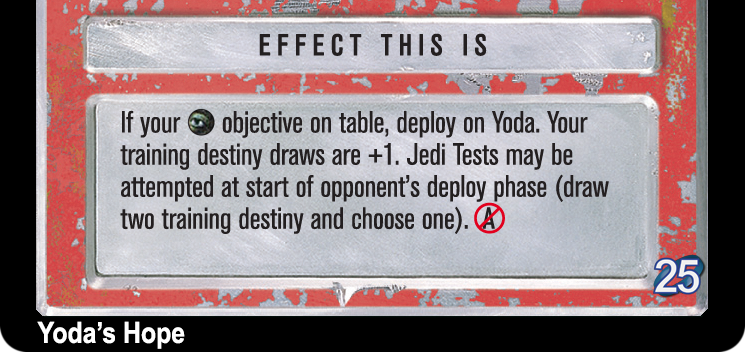 EFFECT THIS IS
If your objective on table, deploy on Yoda. Your
training destiny draws are +1. Jedi Tests may be
attempted at start of opponent's deploy phase (draw
two training destiny and choose one). A
25
Yoda's Hope